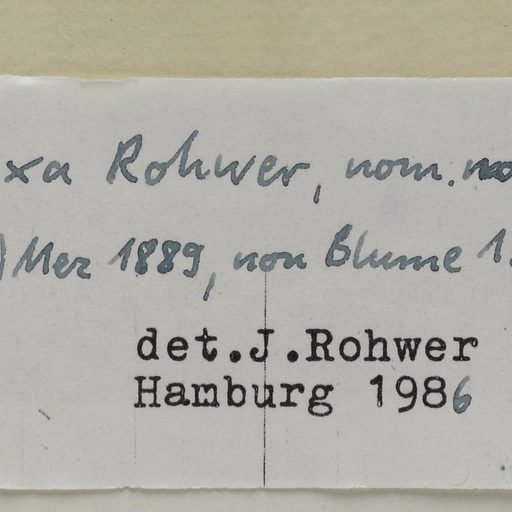 xa Rohwer, nom. no
) Mez 1889, non Blume 1
det.J.Rohwer
Hamburg 1986